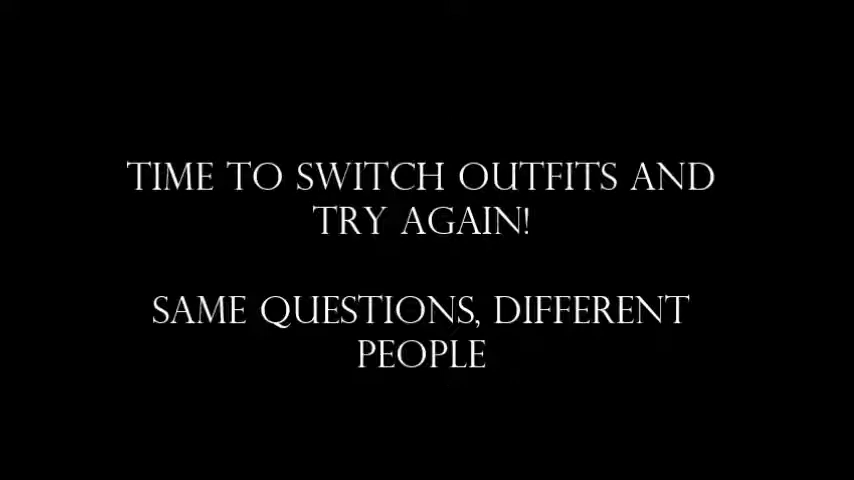 TIME TO SWITCH OUTFITS AND
TRY AGAIN!
SAME QUESTIONS, DIFFERENT
PEOPLE